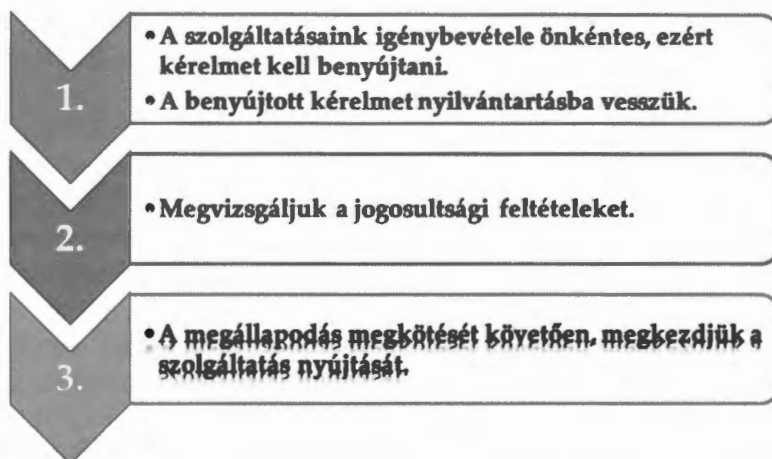 1.
• A szolgáltatásaink igénybevétele önkéntes, ezért
kérelmet kell benyújtani.
• A benyújtott kérelmet nyilvántartásba vesszük.
2.
• Megvizsgáljuk a jogosultsági feltételeket.
3.
• A megállapodás megkötését követően, megkezdjük a
szolgáltatás nyújtását.